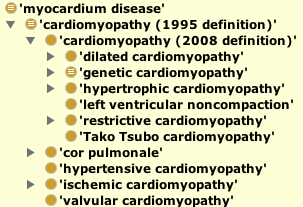 'myocardium disease'
'cardiomyopathy (1995 definition)'
'cardiomyopathy (2008 definition)'
'dilated cardiomyopathy'
'genetic cardiomyopathy'
'hypertrophic cardiomyopathy'
'left ventricular noncompaction'
'restrictive cardiomyopathy'
'Tako Tsubo cardiomyopathy'
'cor pulmonale'
'hypertensive cardiomyopathy'
'ischemic cardiomyopathy'
'valvular cardiomyopathy'